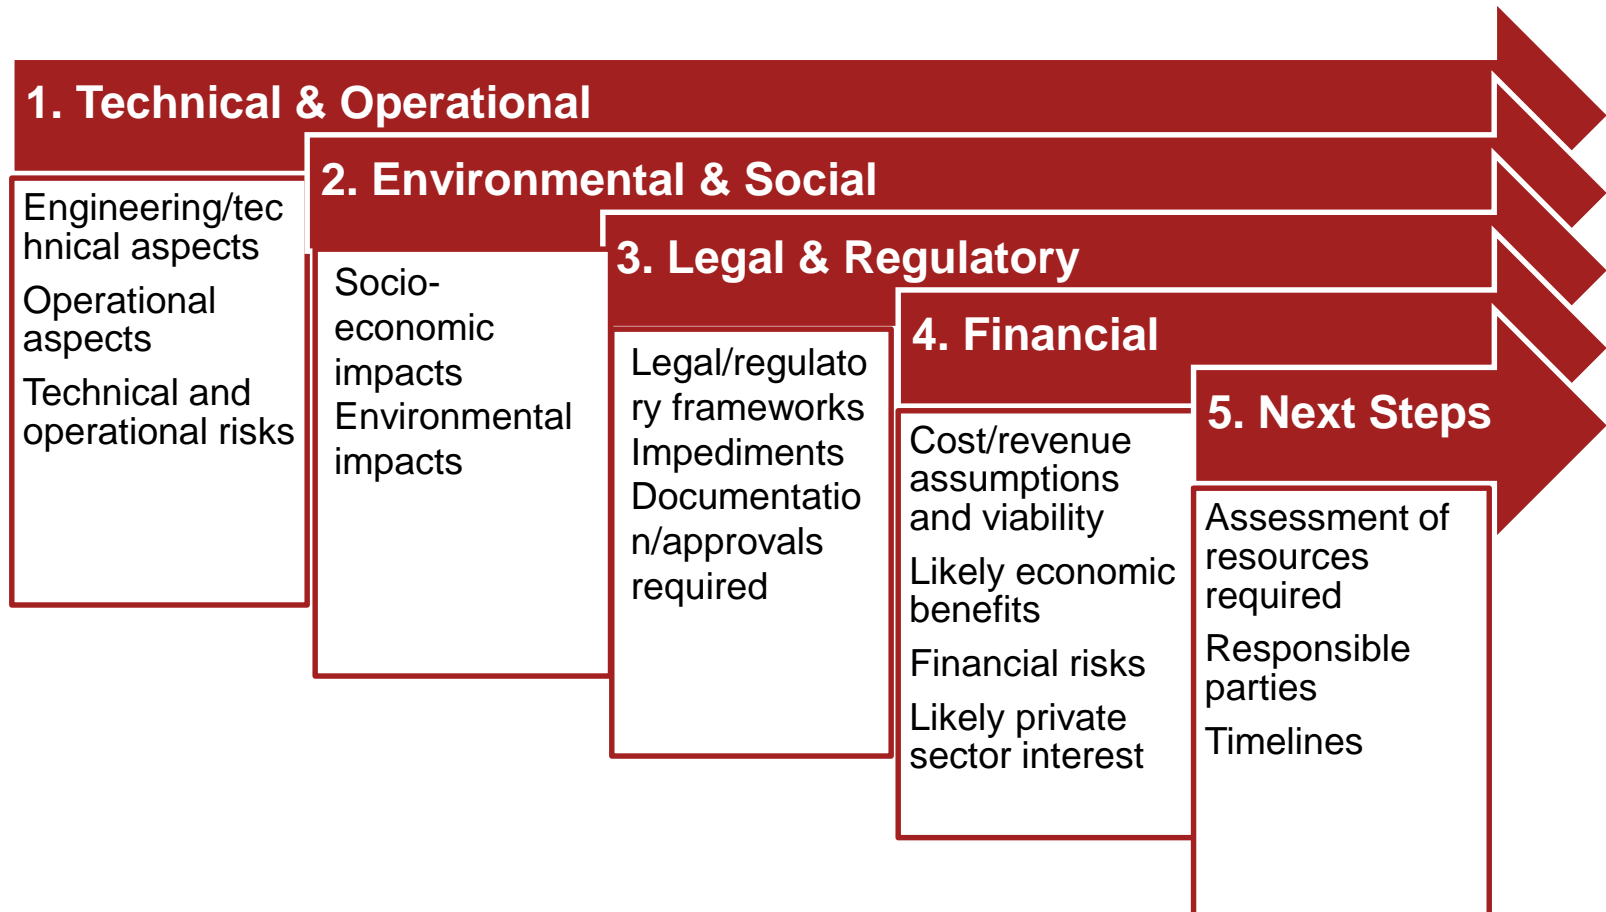 1. Technical & Operational
Engineering/tec
hnical aspects
Operational
aspects
Technical and
operational risks
2. Environmental & Social
Socio-
economic
impacts
Environmental
impacts
3. Legal & Regulatory
Legal/regulato
ry frameworks
Impediments
Documentatio
n/approvals
required
4. Financial
Cost/revenue
assumptions
and viability
Likely economic
benefits
Financial risks
Likely private
sector interest
5. Next Steps
Assessment of
resources
required
Responsible
parties
Timelines